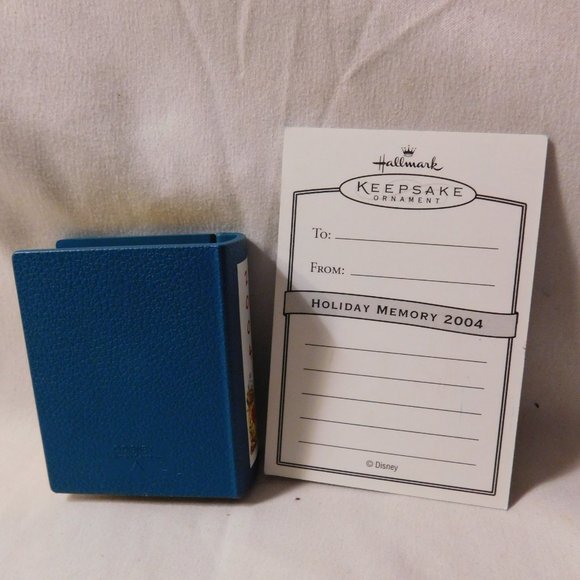 Hallmark
KEEPSAKE
ORNAMENT
TO:
FROM:
HOLIDAY MEMORY 2004
© Disney